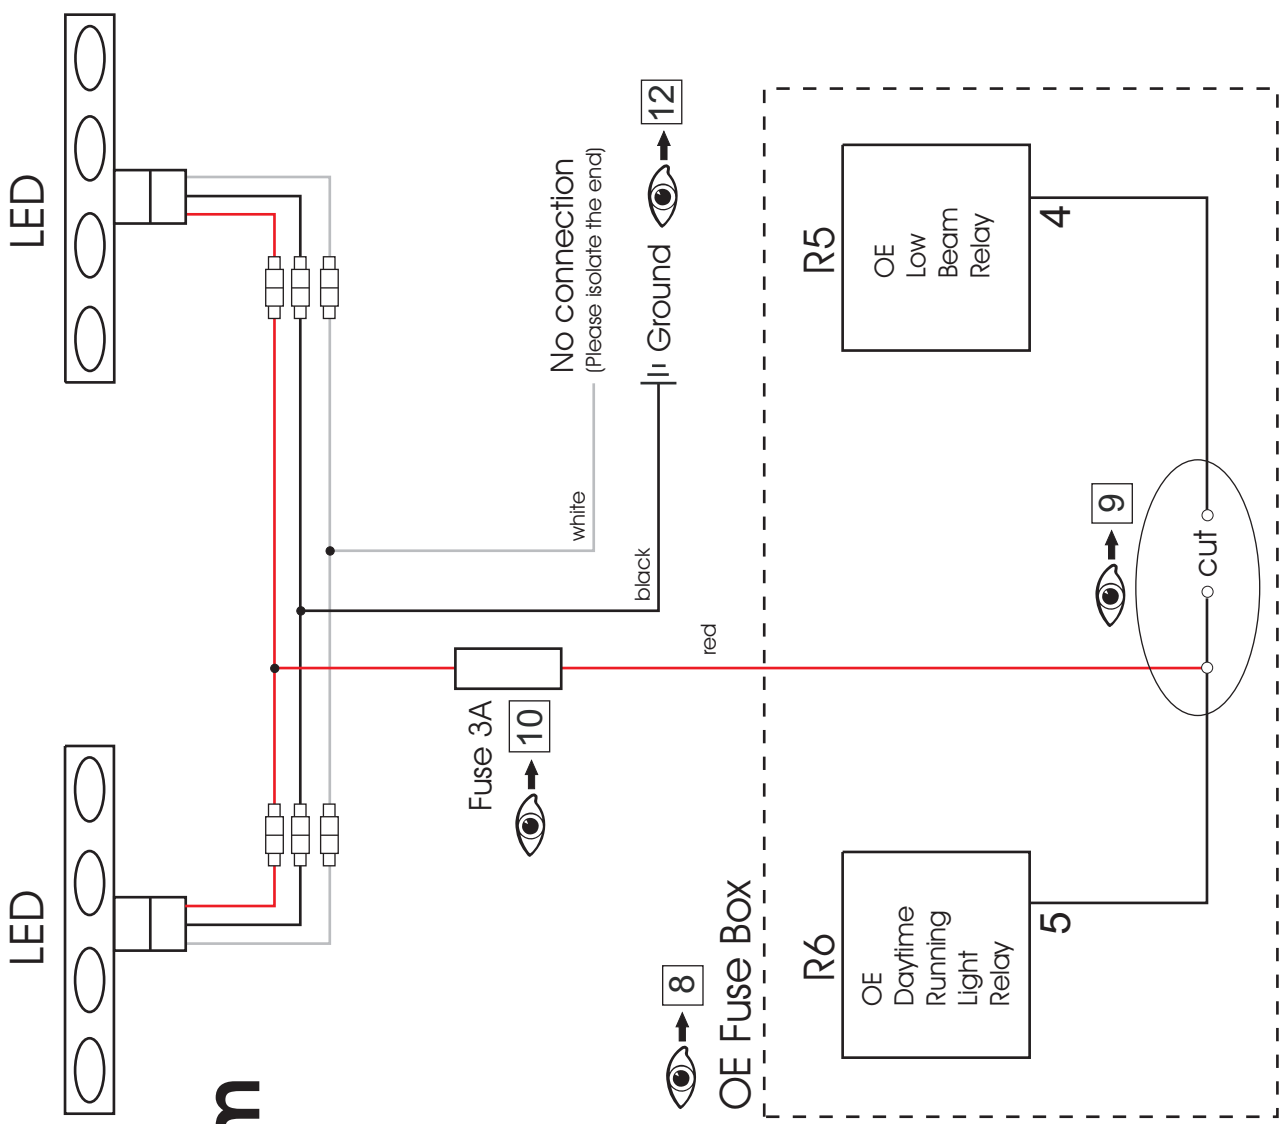 LED
LED
No connection
(Please isolate the end)
Ground
12
white
black
red
Fuse 3A
10
8
OE Fuse Box
R6
OE
Daytime
Running
Light
Relay
5
9
cut
R5
OE
Low
Beam
Relay
4
m